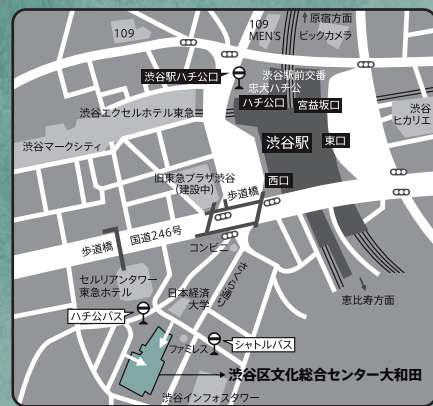 109
109
MEN'S
↑原宿方面
ビックカメラ
渋谷駅ハチ公口
渋谷駅前交番
忠犬ハチ公
ハチ公口
宮益坂口
渋谷エクセルホテル東急
渋谷
ヒカリエ
渋谷マークシティ
渋谷駅
東口
旧東急プラザ渋谷
(建設中)
西口
歩道橋
国道246号
歩道橋
コンビニ
さくら通り
セルリアンタワー
東急ホテル
日本経済
大学
恵比寿方面
ハチ公バス
ファミレス
シャトルバス
渋谷区文化総合センター大和田
渋谷インフォスタワー